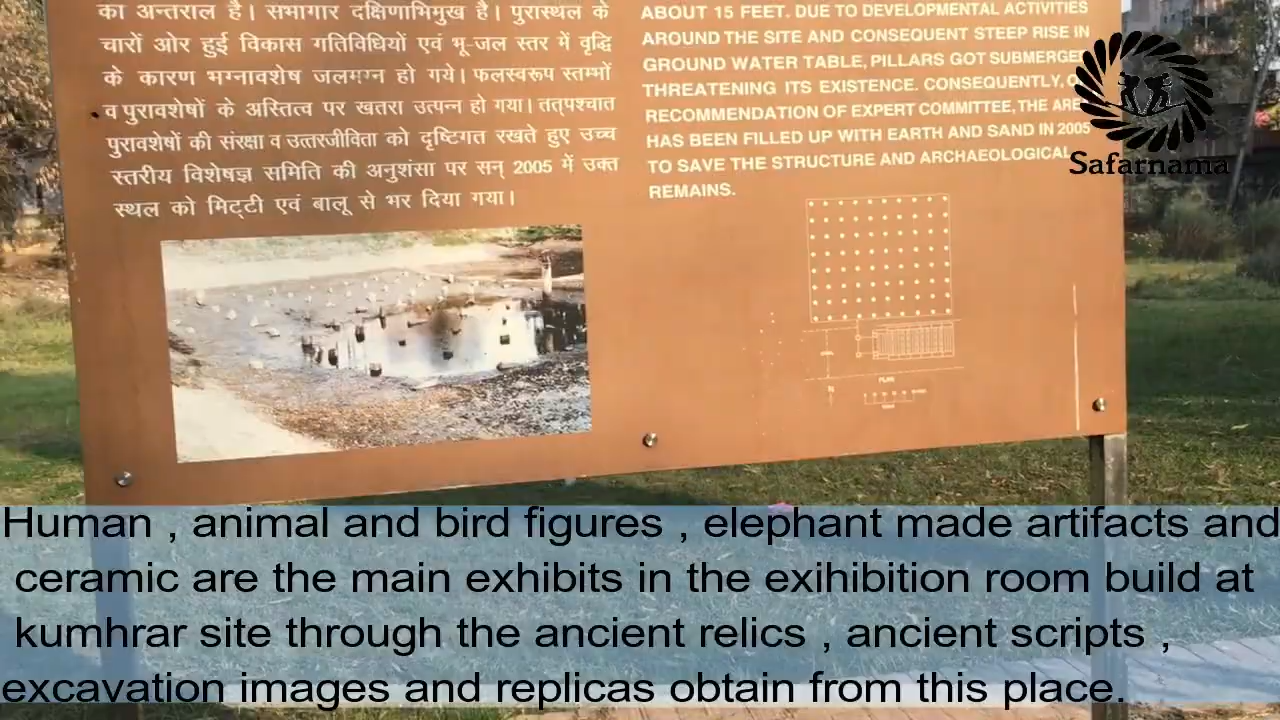 का अन्तराल है। सभागार दक्षिणाभिमुख है। पुरास्थल के
चारों ओर हुई विकास गतिविधियों एवं भू-जल स्तर में वृद्धि
के कारण भग्नावशेष जलमग्न हो गये। फलस्वरूप स्तम्भों
व पुरावशेषों के अस्तित्व पर खतरा उत्पन्न हो गया। तत्पश्चात
पुरावशेषों की संरक्षा व उत्तरजीविता को दृष्टिगत रखते हुए उच्च
स्तरीय विशेषज्ञ समिति की अनुशंसा पर सन् 2005 में उक्त
स्थल को मिट्टी एवं बालू से भर दिया गया।
ABOUT 15 FEET. DUE TO DEVELOPMENTAL ACTIVITIES
AROUND THE SITE AND CONSEQUENT STEEP RISE IN
GROUND WATER TABLE, PILLARS GOT SUBMERGED
THREATENING ITS EXISTENCE. CONSEQUENTLY,
RECOMMENDATION OF EXPERT COMMITTEE, THE
HAS BEEN FILLED UP WITH EARTH AND SAND IN 2005
TO SAVE THE STRUCTURE AND ARCHAEOLOGICAL
REMAINS.
PLAN
Safarnama
Human , animal and bird figures , elephant made artifacts and
ceramic are the main exhibits in the exihibition room build at
kumhrar site through the ancient relics , ancient scripts ,
excavation images and replicas obtain from this place.